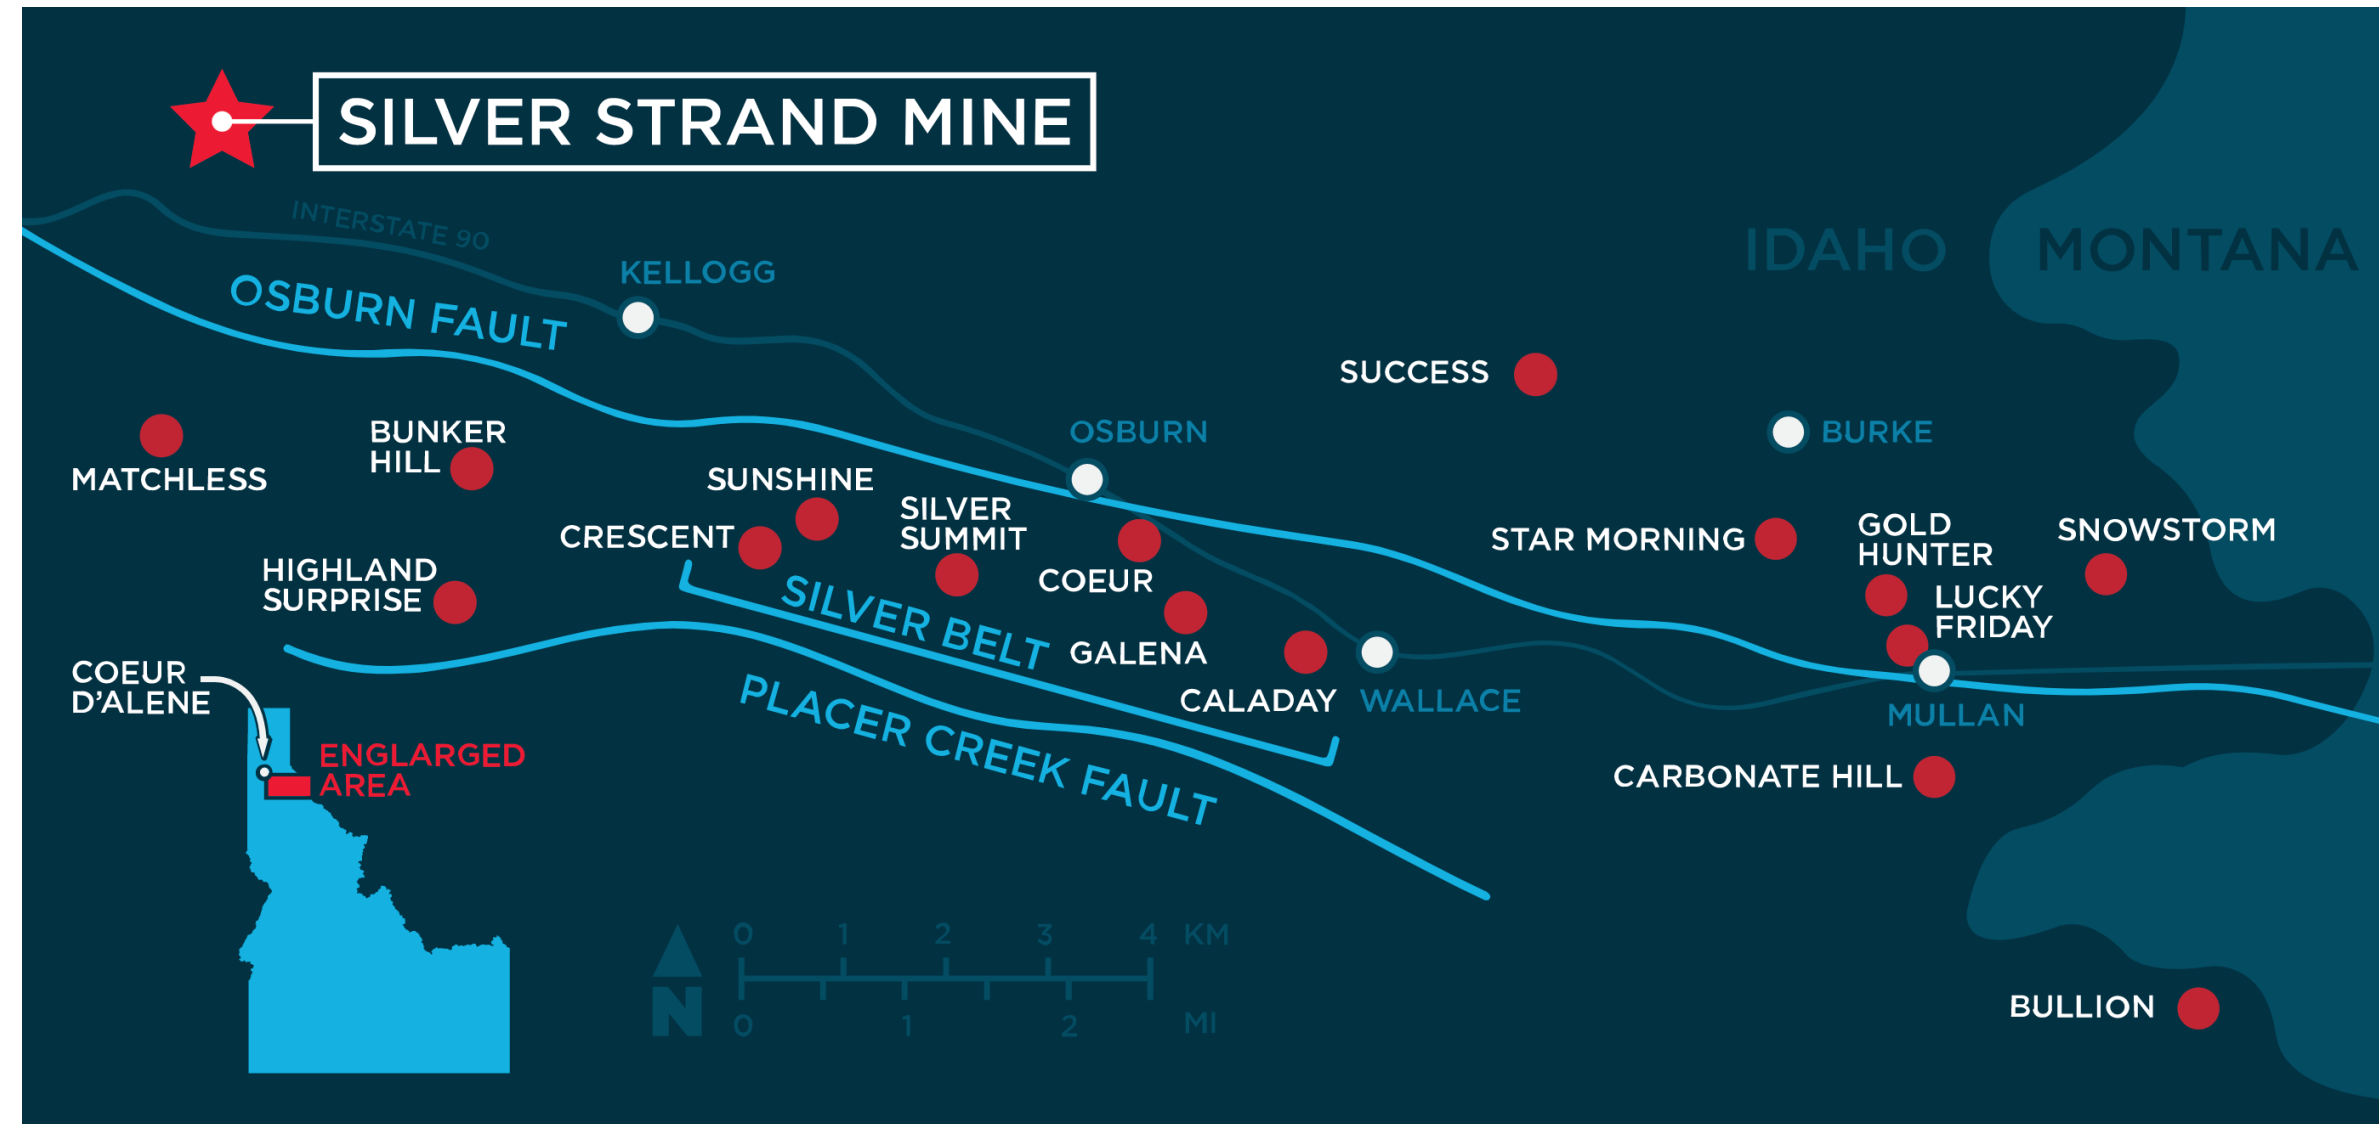 SILVER STRAND MINE
INTERSTATE 90
IDAHO
MONTANA
KELLOGG
OSBURN FAULT
SUCCESS
OSBURN
BURKE
MATCHLESS
BUNKER
HILL
SUNSHINE
CRESCENT
SILVER
SUMMIT
COEUR
STAR MORNING
GOLD
HUNTER
SNOWSTORM
HIGHLAND
SURPRISE
LUCKY
FRIDAY
SILVER BELT
GALENA
CALADAY
WALLACE
MULLAN
PLACER CREEK FAULT
COEUR
D’ALENE
ENGLARGED
AREA
CARBONATE HILL
0 1 2 3 4 KM
N
0 1 2 MI
BULLION